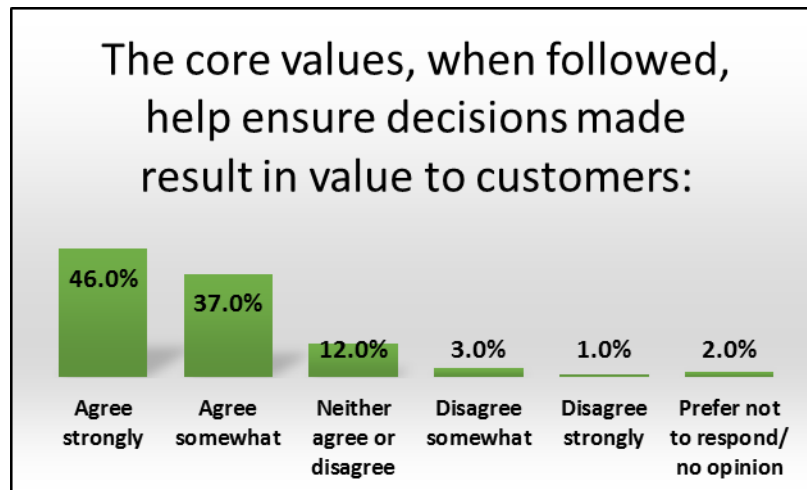 The core values, when followed,
help ensure decisions made
result in value to customers:
46.0%
37.0%
12.0%
3.0%
1.0%
2.0%
Agree
strongly
Agree
somewhat
Neither
agree or
disagree
Disagree
somewhat
Disagree
strongly
Prefer not
to respond/
no opinion